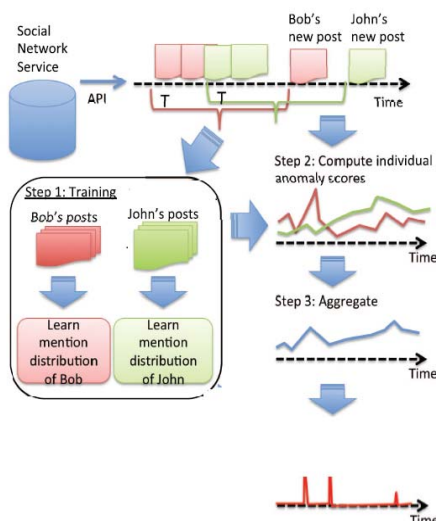 Social
Network
Service
API
Bob's
new post
John's
new post
T
T
Time
Step 1: Training
Bob's posts
John's posts
Learn
mention
distribution
of Bob
Learn
mention
distribution
of John
Step 2: Compute individual
anomaly scores
Time
Step 3: Aggregate
Time
Time